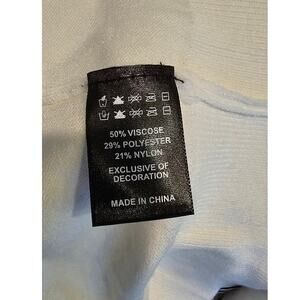 50% VISCOSE
29% POLYESTER
21% NYLON
EXCLUSIVE OF
DECORATION
MADE IN CHINA